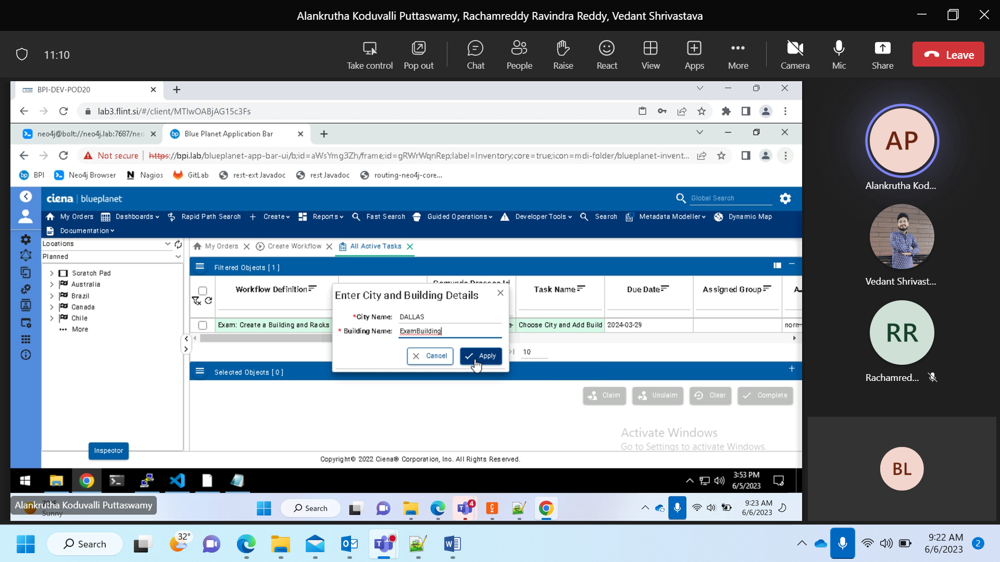 Alankrutha Koduvalli Puttaswamy, Rachamreddy Ravindra Reddy, Vedant Shrivastava
11:10
Take control
Pop out
Chat
People
Raise
React
View
Apps
More
Camera
Mic
Share
Leave
BPI-DEV-POD20
lab3.flint.si/#/client/MTIwOABjAG15c3Fs
neo4j@bolt://neo4j.lab:7687/neo
Blue Planet Application Bar
Not secure
https://bpi.lab/blueplanet-app-bar-ui/b;id=aWsYmg3Zh/frame;id=gRWrWqnRep;label=Inventory;core=true;icon=mdi-folder/blueplanet-invent...
BPI
Neo4j Browser
Nagios
GitLab
rest-ext Javadoc
rest Javadoc
routing-neo4j-core...
ciena blueplanet
Global Search
My Orders
Dashboards
Rapid Path Search
Create
Reports
Fast Search
Guided Operations
Developer Tools
Search
Metadata Modeller
Dynamic Map
Documentation
Locations
Planned
Scratch Pad
Australia
Brazil
Canada
Chile
More
Inspector
My Orders
Create Workflow
All Active Tasks
Filtered Objects [ 1 ]
Workflow Definition
Task Name
Due Date
Assigned Group
Exam: Create a Building and Racks
Choose City and Add Build
2024-03-29
norm
Enter City and Building Details
*City Name: DALLAS
* Building Name: ExamBuilding
Cancel
Apply
10
Selected Objects [ 0 ]
Claim
Unclaim
Clear
Complete
Activate Windows
Go to Settings to activate Windows.
Copyright© 2022 Ciena® Corporation, Inc. All Rights Reserved.
3:53 PM
6/5/2023
Alankrutha Koduvalli Puttaswamy
Sunny
Search
4
9:23 AM
6/6/2023
AP
Alankrutha Kod...
Vedant Shrivast...
RR
Rachamred...
BL
Search
32°
9:22 AM
6/6/2023
2